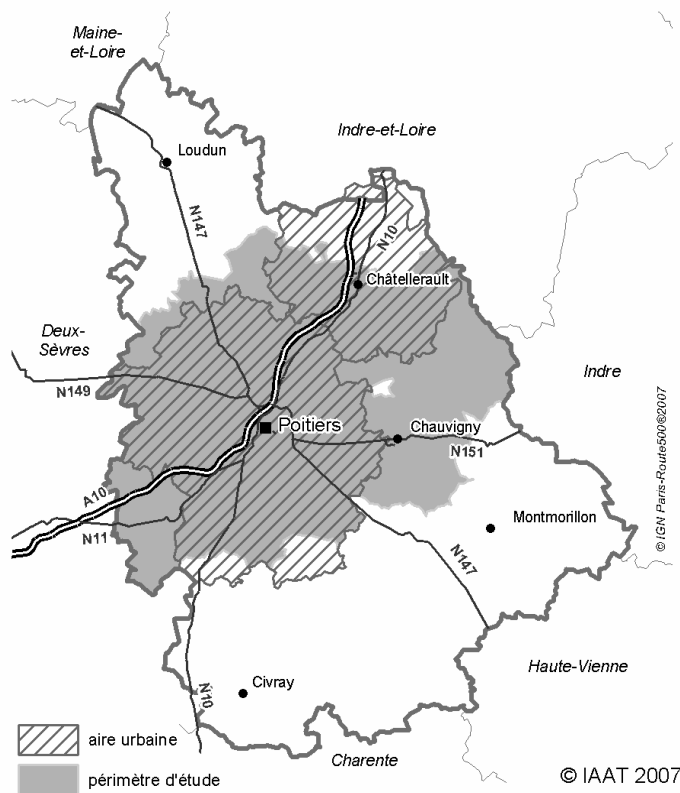 Maine-
et-Loire
Indre-et-Loire
Loudun
N147
N10
Châtellerault
Deux-
Sèvres
Indre
N149
Poitiers
Chauvigny
N151
A10
N11
Montmorillon
N147
Haute-Vienne
Civray
N10
Charente
aire urbaine
périmètre d'étude
© IGN Paris-Route500®2007
© IAAT 2007